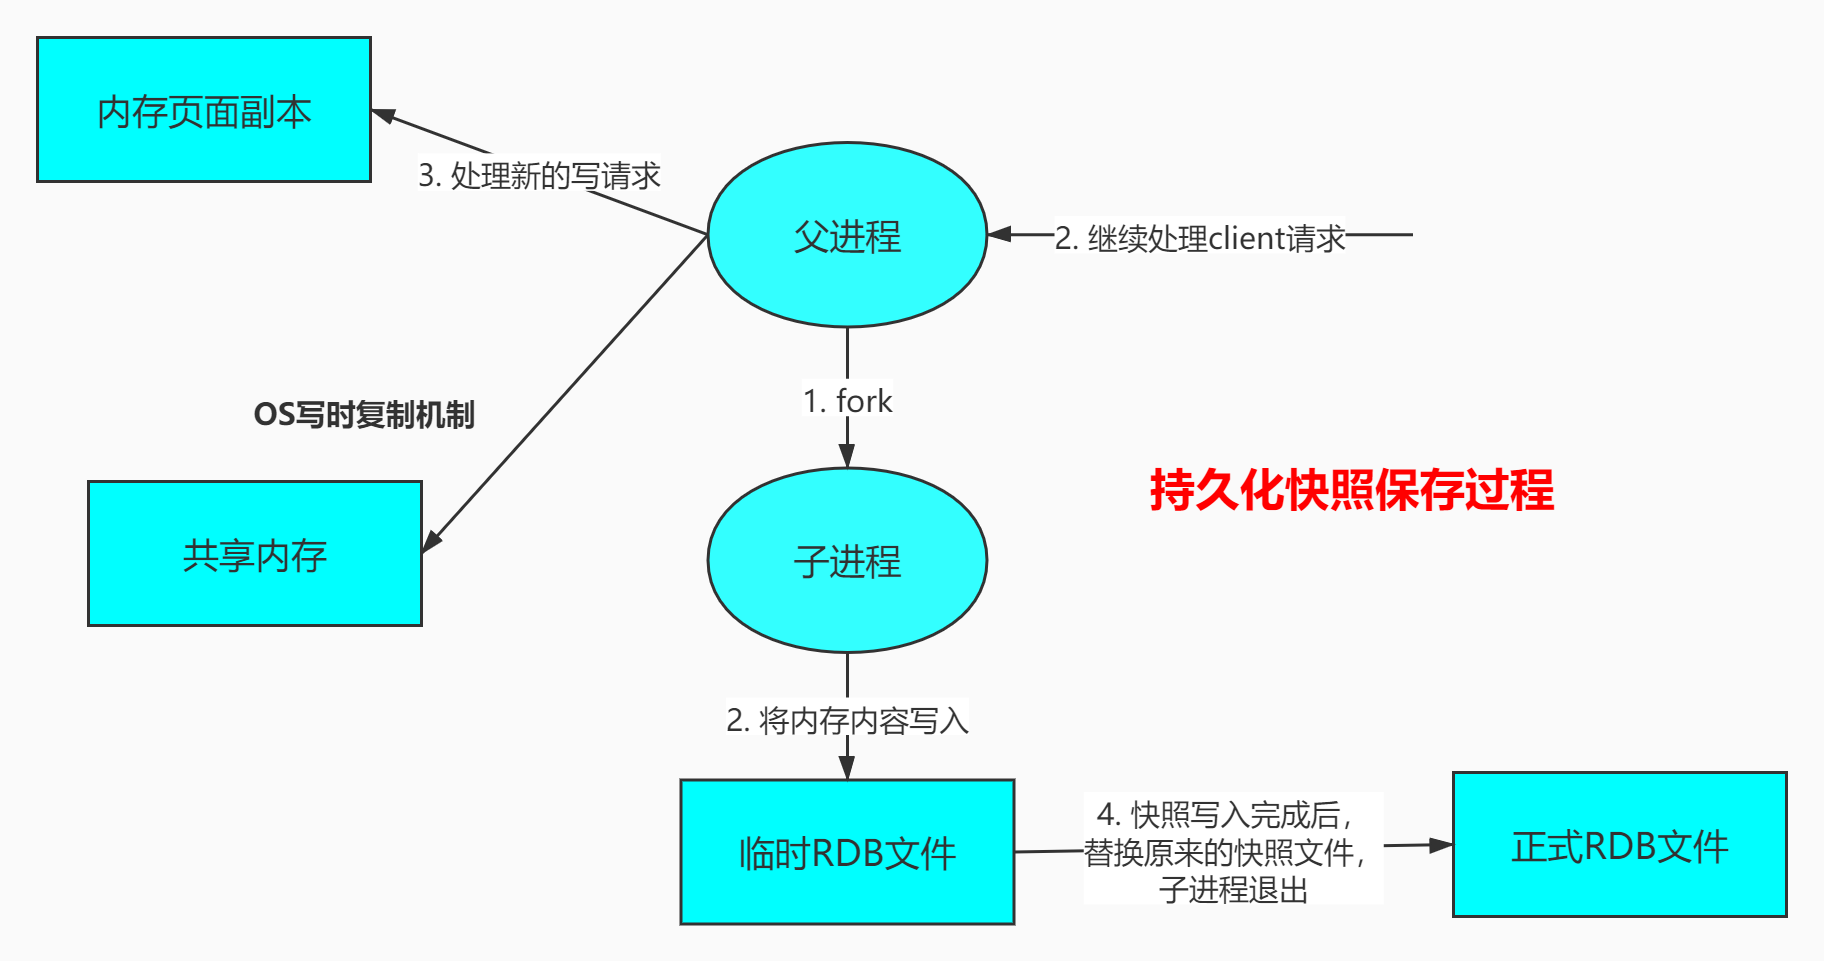 内存页面副本
3. 处理新的写请求
父进程
2. 继续处理client请求
1. fork
OS写时复制机制
持久化快照保存过程
共享内存
子进程
2. 将内存内容写入
临时RDB文件
4. 快照写入完成后，
替换原来的快照文件，
子进程退出
正式RDB文件